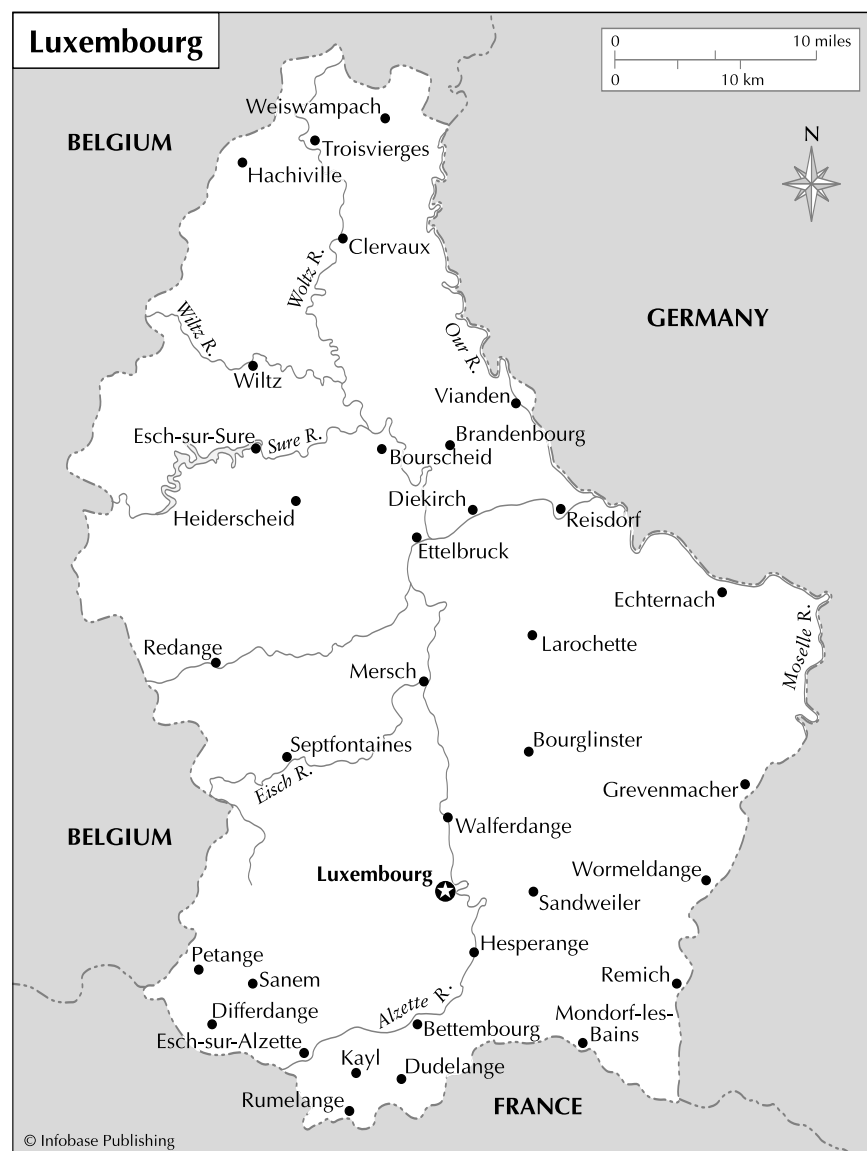 Luxembourg
0 10 miles
0 10 km
N
BELGIUM
Weiswampach
Troisvierges
Hachiville
Clervaux
Woltz R.
Wiltz R.
Wiltz
Our R.
GERMANY
Vianden
Esch-sur-Sure
Sure R.
Brandenbourg
Bourscheid
Heiderscheid
Diekirch
Reisdorf
Ettelbruck
Echternach
Moselle R.
Larochette
Redange
Mersch
Septfontaines
Eisch R.
Bourglinster
Grevenmacher
Walferdange
BELGIUM
Luxembourg
Wormeldange
Sandweiler
Hesperange
Petange
Sanem
Remich
Differdange
Alzette R.
Bettembourg
Mondorf-les-
Bains
Esch-sur-Alzette
Kayl
Dudelange
Rumelange
FRANCE
© Infobase Publishing